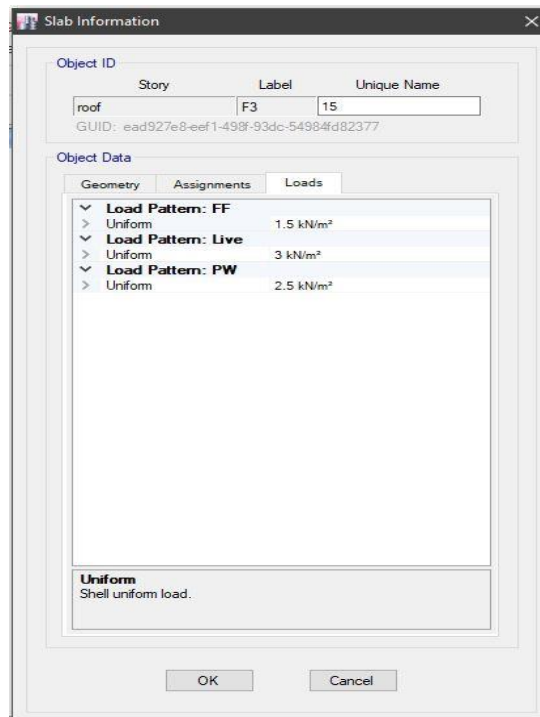 Slab Information
Object ID
Story Label Unique Name
roof F3 15
GUID: ead927e8-eef1-498f-93dc-54984fd82377
Object Data
Geometry Assignments Loads
Load Pattern: FF
Uniform 1.5 kN/m²
Load Pattern: Live
Uniform 3 kN/m²
Load Pattern: PW
Uniform 2.5 kN/m²
Uniform
Shell uniform load.
OK Cancel